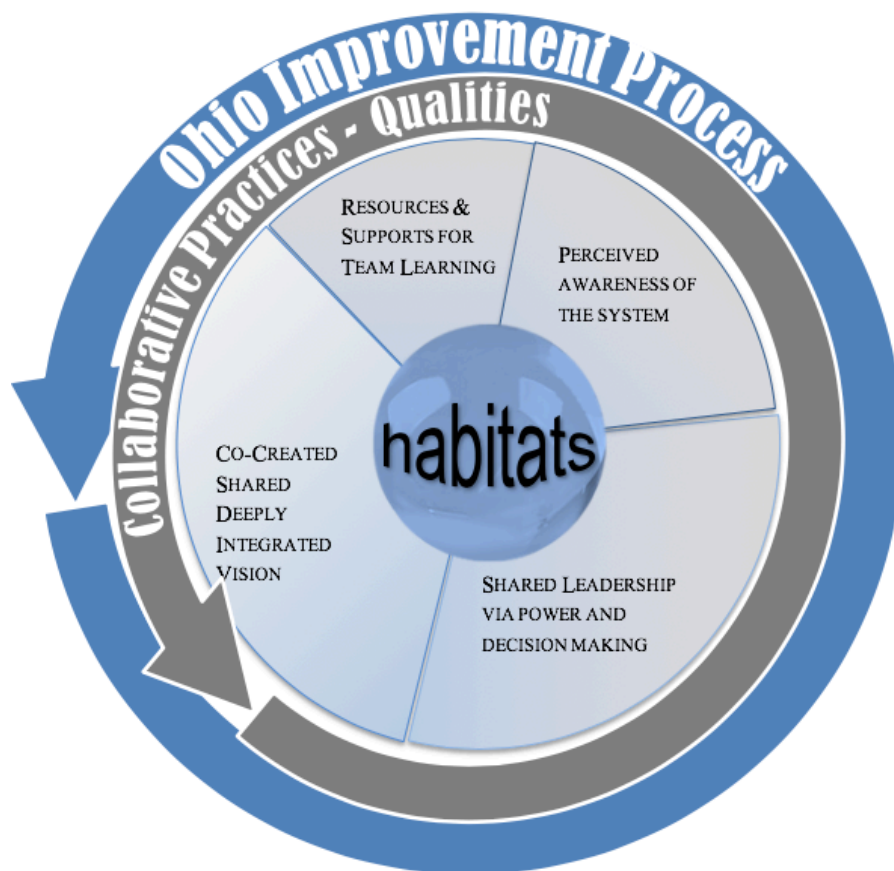 Ohio Improvement Process
Collaborative Practices - Qualities
RESOURCES &
SUPPORTS FOR
TEAM LEARNING
PERCEIVED
AWARENESS OF
THE SYSTEM
habitats
CO-CREATED
SHARED
DEEPLY
INTEGRATED
VISION
SHARED LEADERSHIP
VIA POWER AND
DECISION MAKING